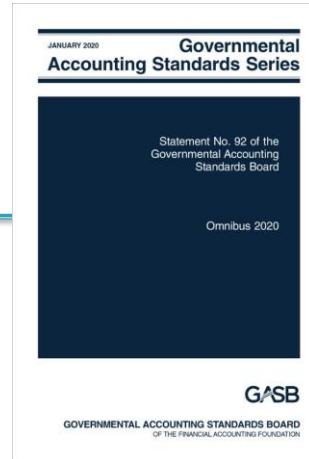 JANUARY 2020
Governmental
Accounting Standards Series
Statement No. 92 of the
Governmental Accounting
Standards Board
Omnibus 2020
GASB
GOVERNMENTAL ACCOUNTING STANDARDS BOARD
OF THE FINANCIAL ACCOUNTING FOUNDATION